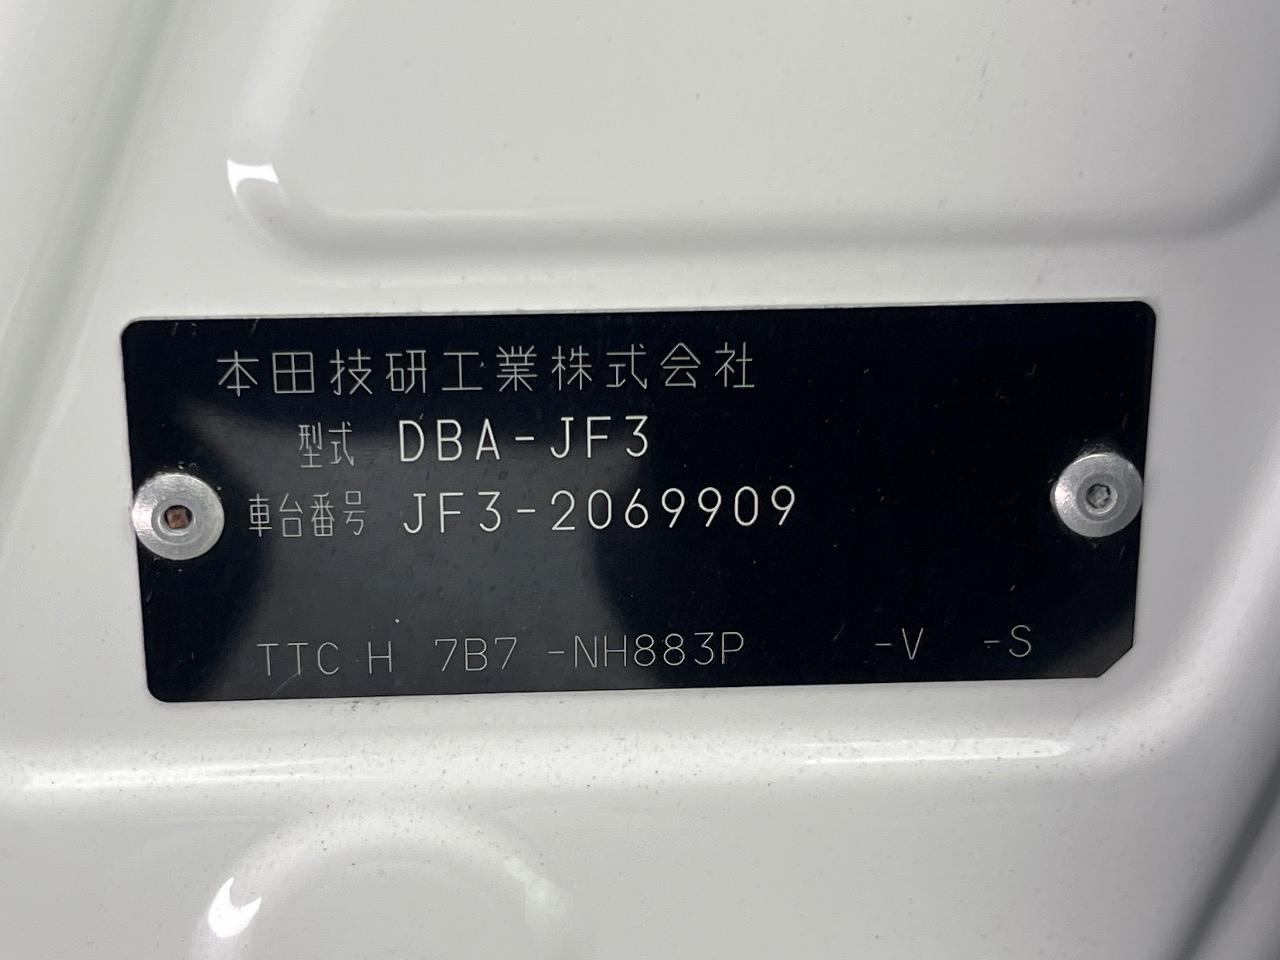 本田技研工業株式会社
型式 DBA-JF3
車台番号 JF3-2069909
TTC H 7B7 -NH883P -V -S